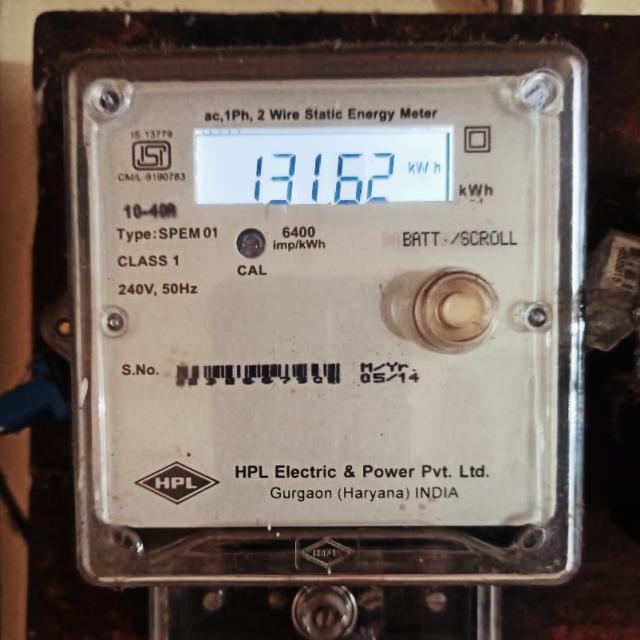 ac,1Ph, 2 Wire Static Energy Meter
IS 13779
ISI
CM/L-9190783
131.62 kWh
kWh
10-40A
Type: SPEM 01
6400
imp/kWh
BATT./SCROLL
CLASS 1
CAL
240V, 50Hz
S.No.
M/Yr.
05/14
HPL
HPL Electric & Power Pvt. Ltd.
Gurgaon (Haryana) INDIA